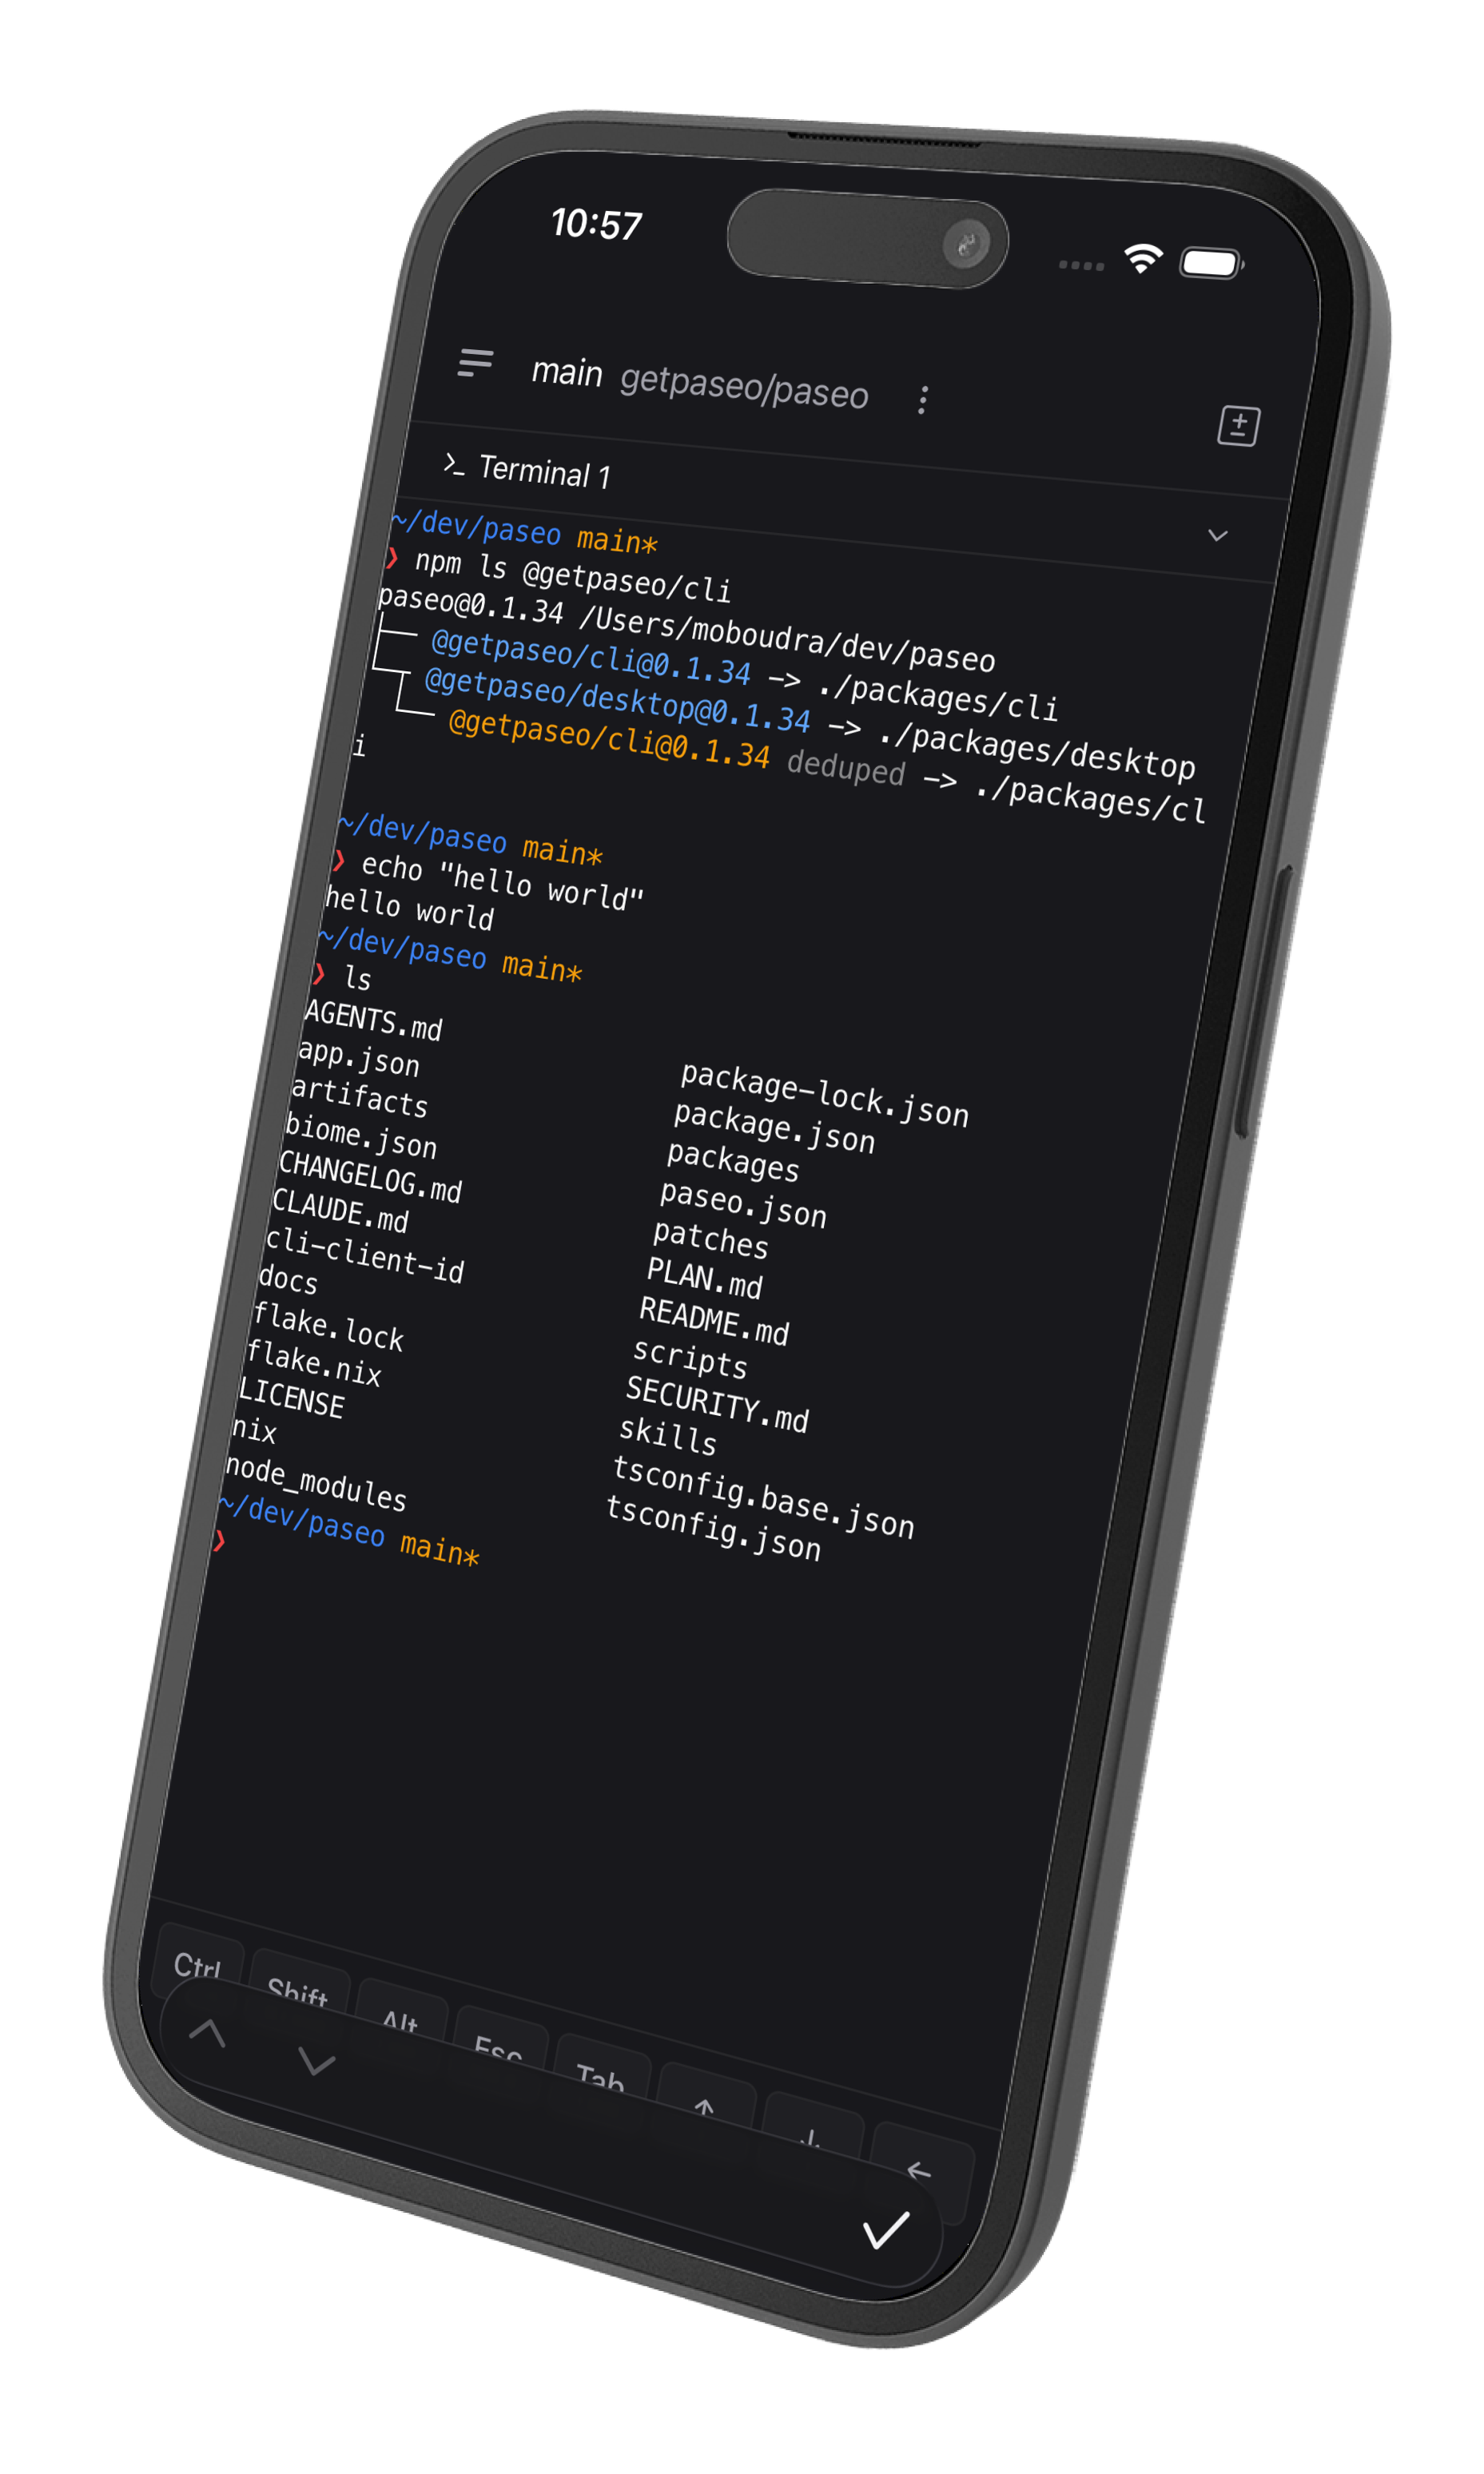 10:57
main getpaseo/paseo
>_ Terminal 1
~/dev/paseo main*
❯ npm ls @getpaseo/cli
paseo@0.1.34 /Users/moboudra/dev/paseo
├── @getpaseo/cli@0.1.34 -> ./packages/cli
└─┬ @getpaseo/desktop@0.1.34 -> ./packages/desktop
  └── @getpaseo/cli@0.1.34 deduped -> ./packages/cl
i
~/dev/paseo main*
❯ echo "hello world"
hello world
~/dev/paseo main*
❯ ls
AGENTS.md package-lock.json
app.json package.json
artifacts packages
biome.json paseo.json
CHANGELOG.md patches
CLAUDE.md PLAN.md
cli-client-id README.md
docs scripts
flake.lock SECURITY.md
flake.nix skills
LICENSE tsconfig.base.json
nix tsconfig.json
node_modules
~/dev/paseo main*
❯
Ctrl Shift Alt Esc Tab ↑ ↓ ←